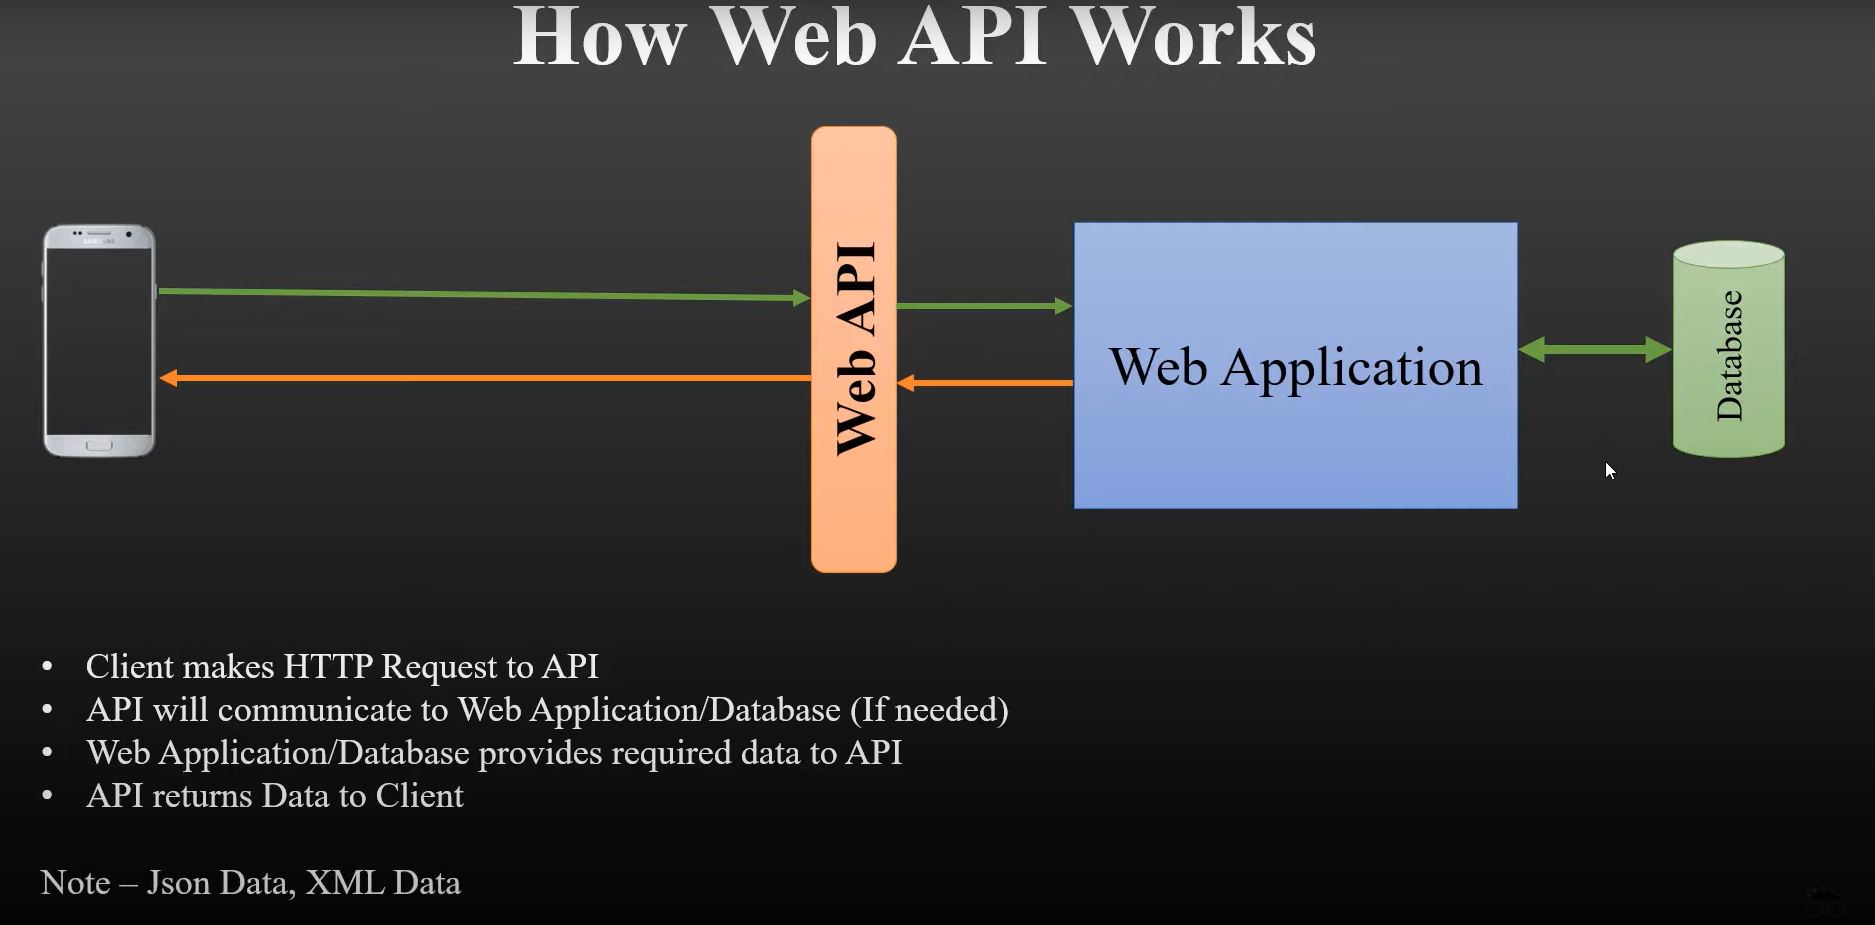 How Web API Works
Web API
Web Application
Database
• Client makes HTTP Request to API
• API will communicate to Web Application/Database (If needed)
• Web Application/Database provides required data to API
• API returns Data to Client
Note – Json Data, XML Data